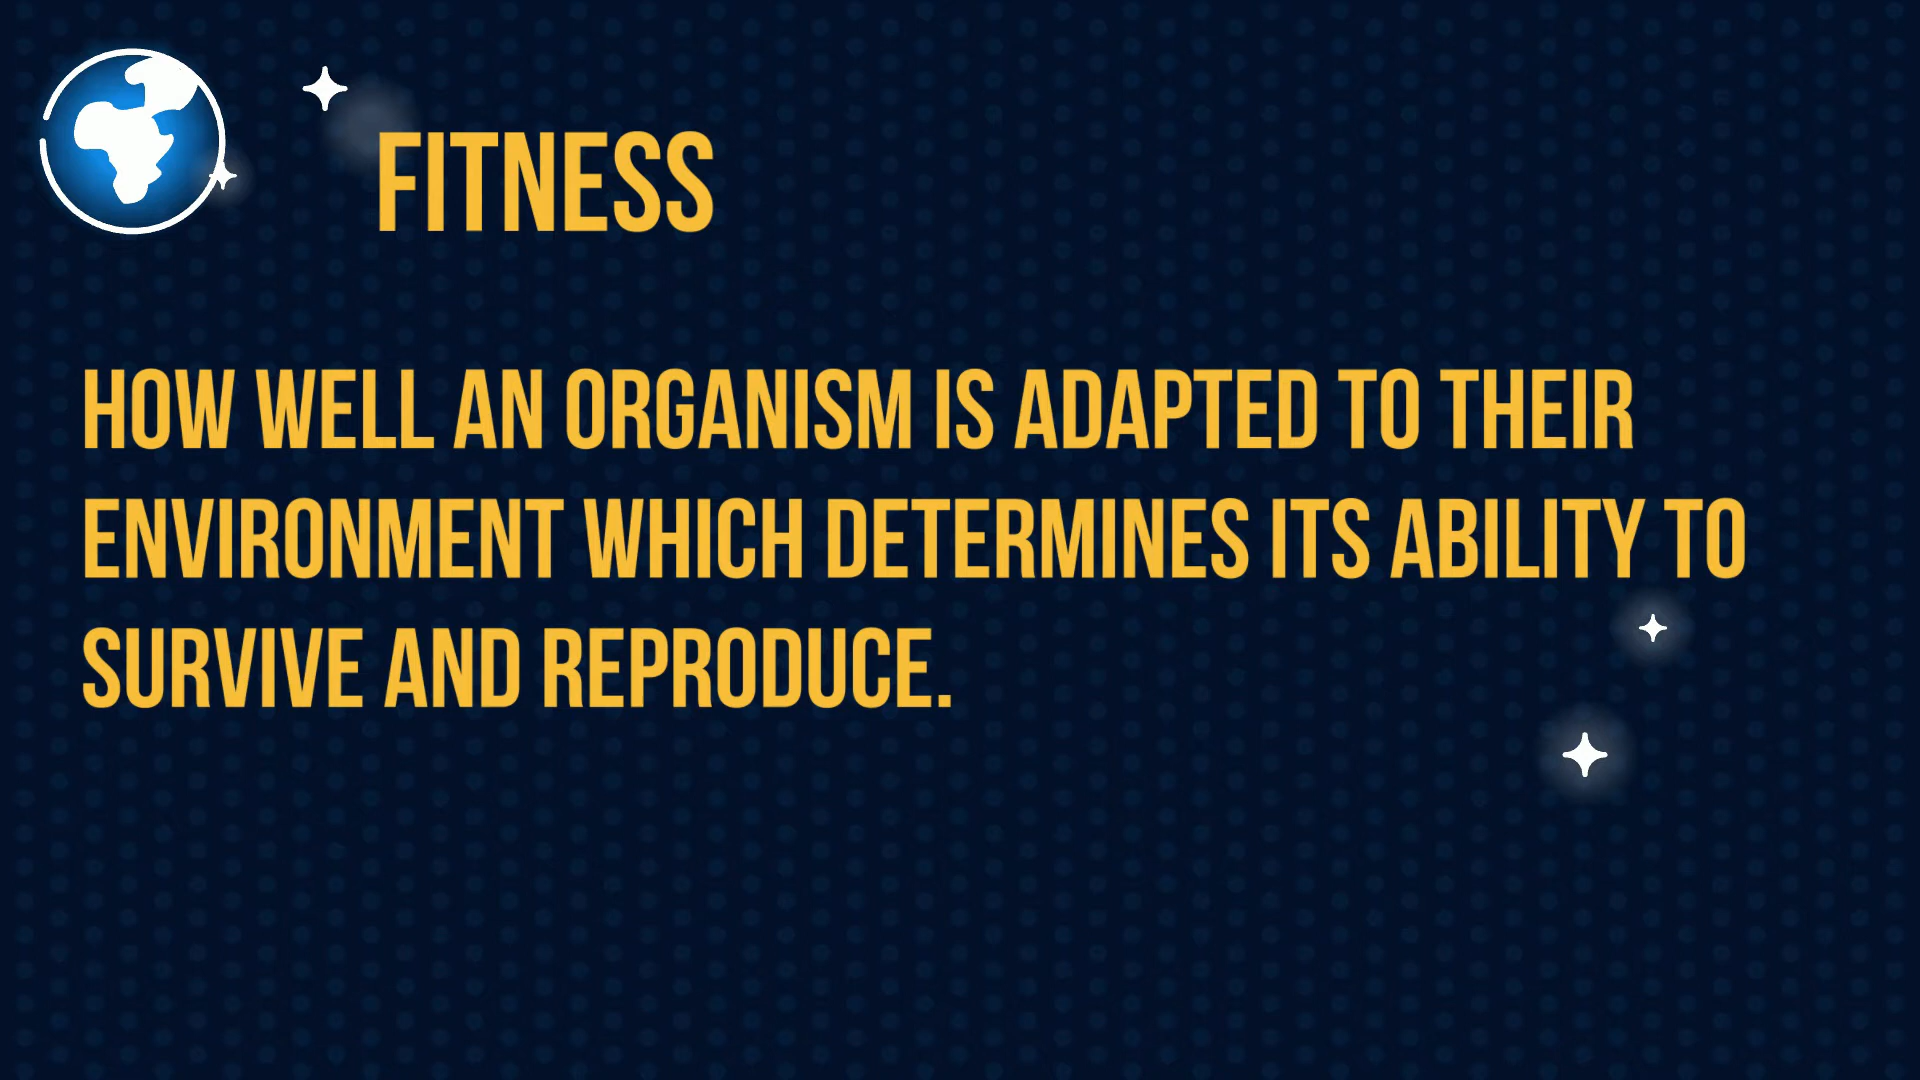 FITNESS
HOW WELL AN ORGANISM IS ADAPTED TO THEIR
ENVIRONMENT WHICH DETERMINES ITS ABILITY TO
SURVIVE AND REPRODUCE.